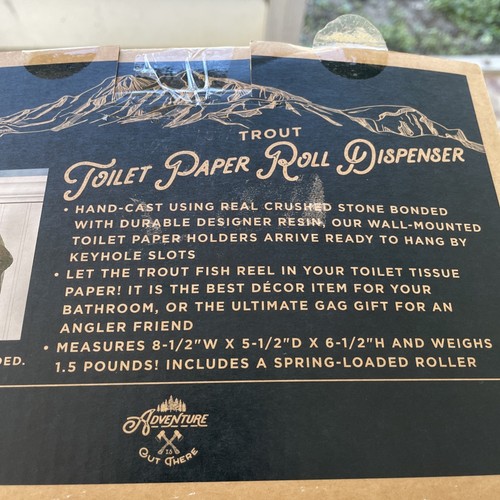 TROUT
Toilet Paper Roll Dispenser
• HAND-CAST USING REAL CRUSHED STONE BONDED
WITH DURABLE DESIGNER RESIN, OUR WALL-MOUNTED
TOILET PAPER HOLDERS ARRIVE READY TO HANG BY
KEYHOLE SLOTS
• LET THE TROUT FISH REEL IN YOUR TOILET TISSUE
PAPER! IT IS THE BEST DÉCOR ITEM FOR YOUR
BATHROOM, OR THE ULTIMATE GAG GIFT FOR AN
ANGLER FRIEND
• MEASURES 8-1/2"W X 5-1/2"D X 6-1/2"H AND WEIGHS
1.5 POUNDS! INCLUDES A SPRING-LOADED ROLLER
Adventure
IS
Out There